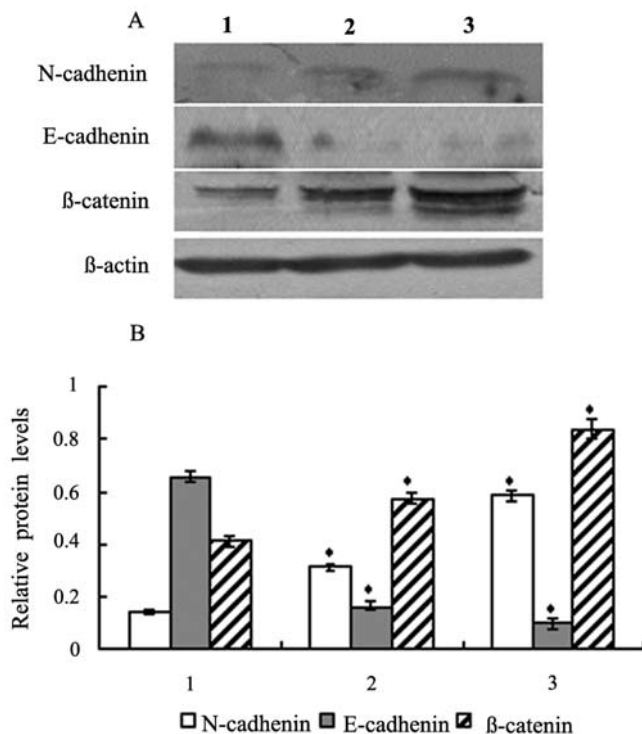 A
1 2 3
N-cadhenin
E-cadhenin
ß-catenin
ß-actin
B
Relative protein levels
1
0.8
0.6
0.4
0.2
0
1 2 3
N-cadhenin E-cadhenin ß-catenin